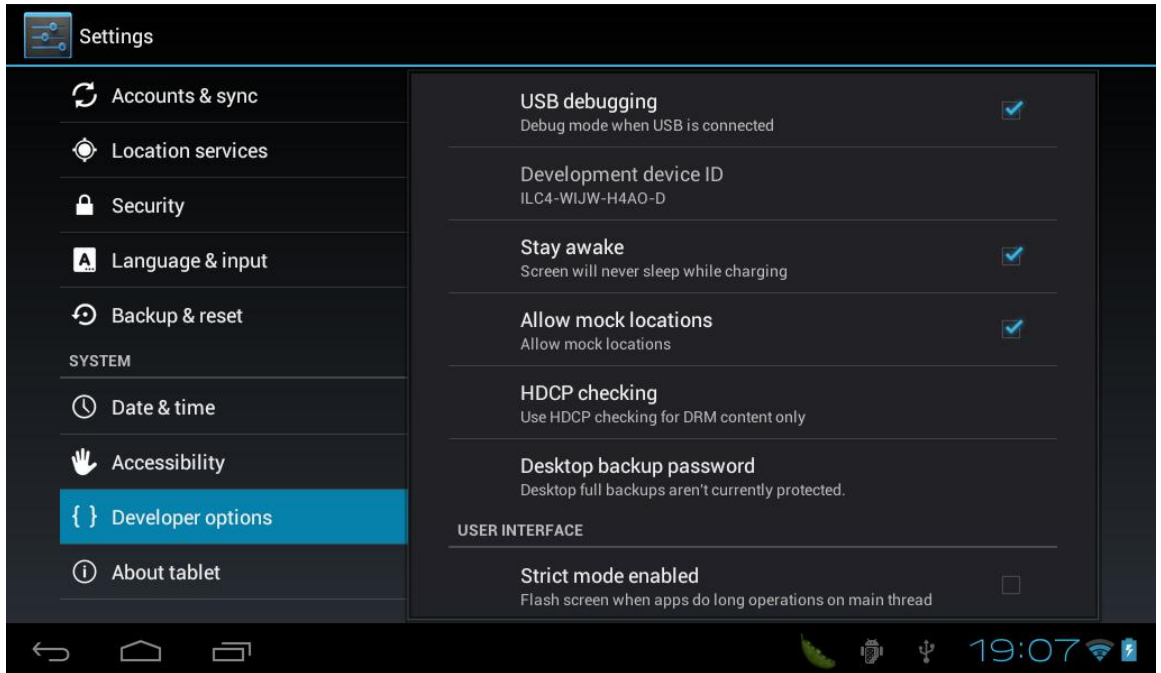 Settings
Accounts & sync
Location services
Security
Language & input
Backup & reset
SYSTEM
Date & time
Accessibility
{ } Developer options
About tablet
USB debugging
Debug mode when USB is connected
Development device ID
ILC4-WIJW-H4AO-D
Stay awake
Screen will never sleep while charging
Allow mock locations
Allow mock locations
HDCP checking
Use HDCP checking for DRM content only
Desktop backup password
Desktop full backups aren't currently protected.
USER INTERFACE
Strict mode enabled
Flash screen when apps do long operations on main thread
19:07